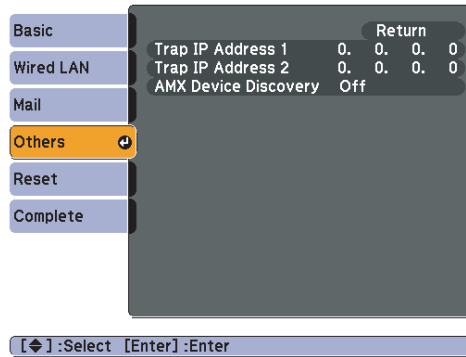 Basic
Wired LAN
Mail
Others
Reset
Complete
Return
Trap IP Address 1 0. 0. 0. 0
Trap IP Address 2 0. 0. 0. 0
AMX Device Discovery Off
[◆] :Select [Enter] :Enter